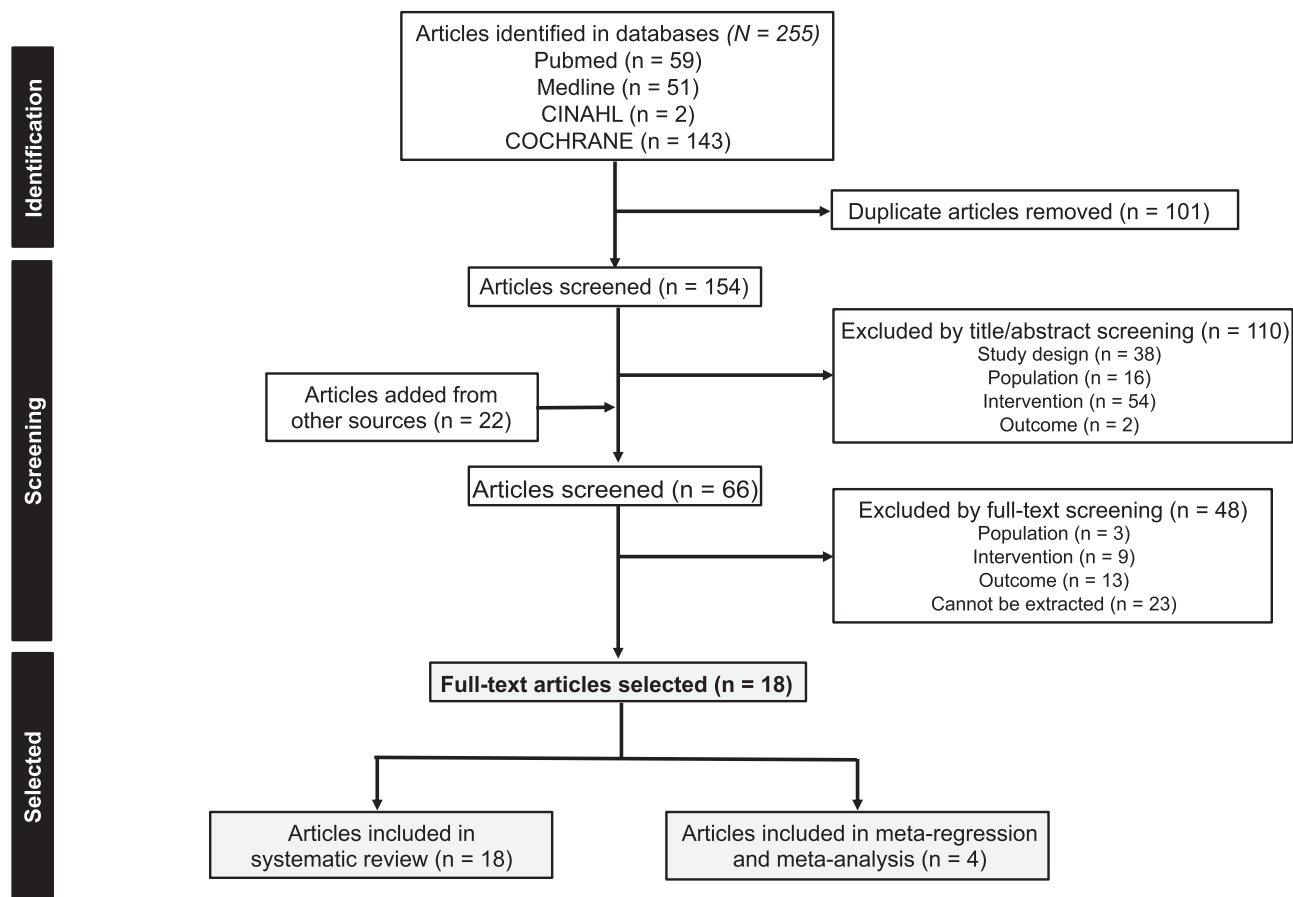 Identification
Articles identified in databases (N = 255)
Pubmed (n = 59)
Medline (n = 51)
CINAHL (n = 2)
COCHRANE (n = 143)
Duplicate articles removed (n = 101)
Screening
Articles screened (n = 154)
Excluded by title/abstract screening (n = 110)
Study design (n = 38)
Population (n = 16)
Intervention (n = 54)
Outcome (n = 2)
Articles added from
other sources (n = 22)
Articles screened (n = 66)
Excluded by full-text screening (n = 48)
Population (n = 3)
Intervention (n = 9)
Outcome (n = 13)
Cannot be extracted (n = 23)
Selected
Full-text articles selected (n = 18)
Articles included in
systematic review (n = 18)
Articles included in meta-regression
and meta-analysis (n = 4)